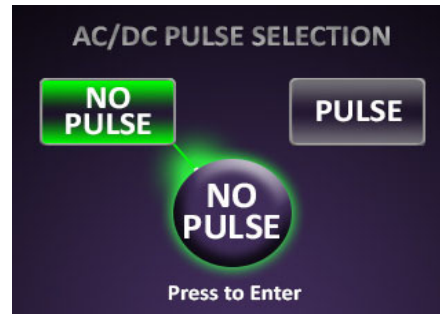 AC/DC PULSE SELECTION
NO
PULSE
PULSE
NO
PULSE
Press to Enter